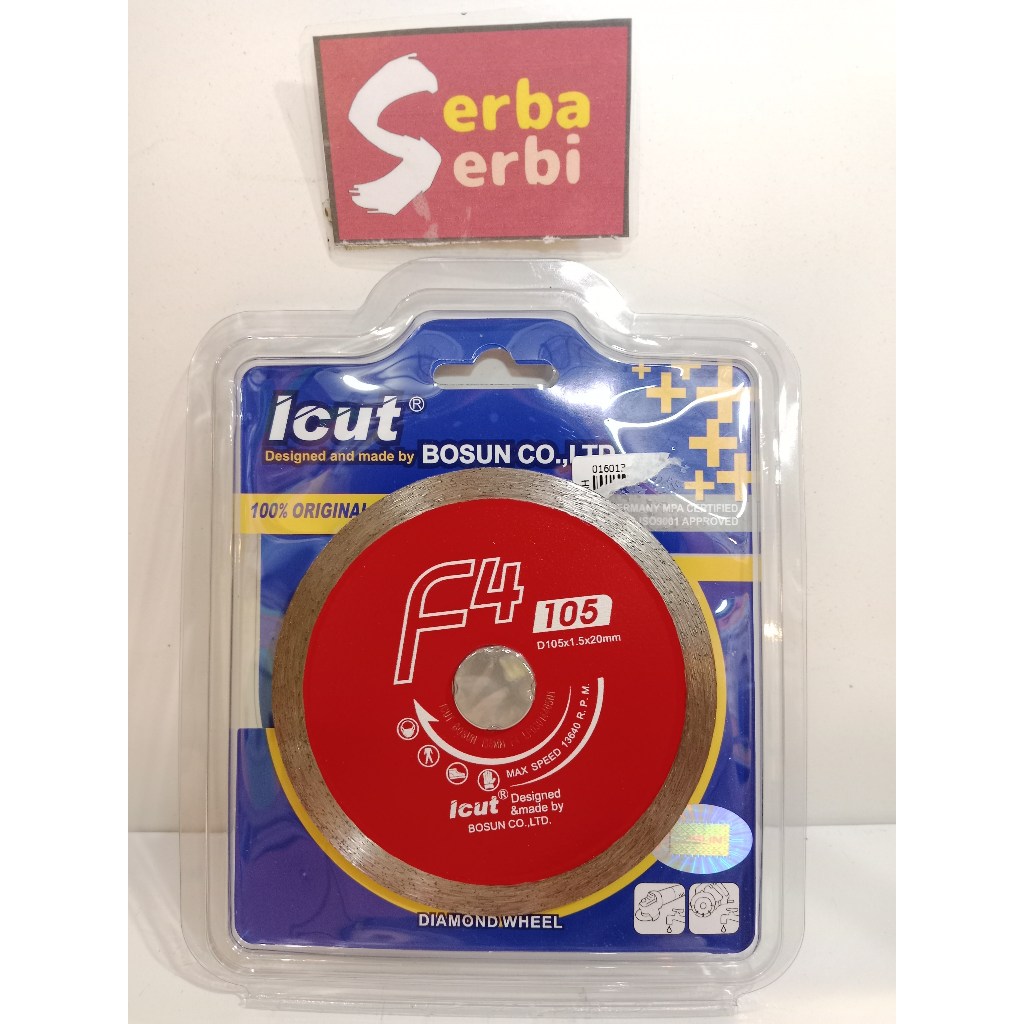 Serba
Serbi
Icut®
Designed and made by BOSUN CO.,LTD.
016017
100% ORIGINAL
GERMANY MPA CERTIFIED
ISO9001 APPROVED
F4
105
D105x1.5x20mm
MAX SPEED 13640 R.P.M.
Icut® Designed
&made by
BOSUN CO.,LTD.
DIAMOND WHEEL